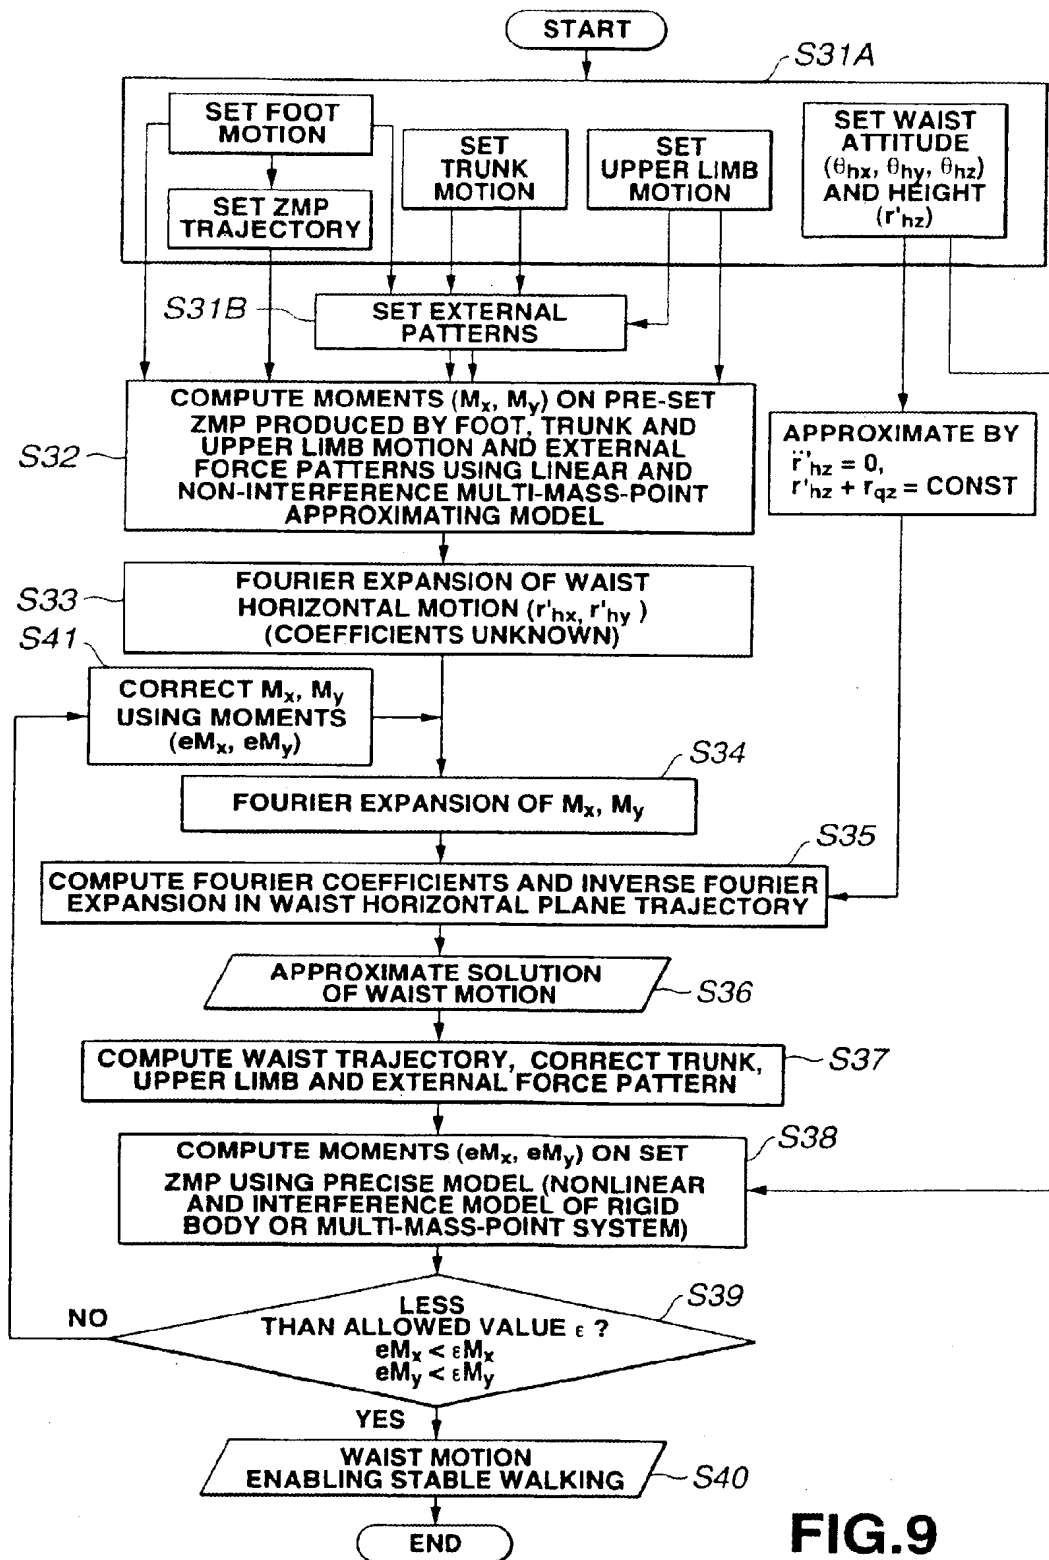 START
S31A
SET FOOT
MOTION
SET
TRUNK
MOTION
SET
UPPER LIMB
MOTION
SET WAIST
ATTITUDE
(θhx, θhy, θhz)
AND HEIGHT
(r'hz)
SET ZMP
TRAJECTORY
S31B
SET EXTERNAL
PATTERNS
S32
COMPUTE MOMENTS (Mx, My) ON PRE-SET
ZMP PRODUCED BY FOOT, TRUNK AND
UPPER LIMB MOTION AND EXTERNAL
FORCE PATTERNS USING LINEAR AND
NON-INTERFERENCE MULTI-MASS-POINT
APPROXIMATING MODEL
APPROXIMATE BY
r̈'hz = 0,
r'hz + rqz = CONST
S33
FOURIER EXPANSION OF WAIST
HORIZONTAL MOTION (r'hx, r'hy )
(COEFFICIENTS UNKNOWN)
S41
CORRECT Mx, My
USING MOMENTS
(eMx, eMy)
S34
FOURIER EXPANSION OF Mx, My
S35
COMPUTE FOURIER COEFFICIENTS AND INVERSE FOURIER
EXPANSION IN WAIST HORIZONTAL PLANE TRAJECTORY
APPROXIMATE SOLUTION
OF WAIST MOTION
S36
COMPUTE WAIST TRAJECTORY, CORRECT TRUNK,
UPPER LIMB AND EXTERNAL FORCE PATTERN
S37
COMPUTE MOMENTS (eMx, eMy) ON SET
ZMP USING PRECISE MODEL (NONLINEAR
AND INTERFERENCE MODEL OF RIGID
BODY OR MULTI-MASS-POINT SYSTEM)
S38
NO
LESS
THAN ALLOWED VALUE ε ?
eMx < εMx
eMy < εMy
S39
YES
WAIST MOTION
ENABLING STABLE WALKING
S40
END
FIG.9